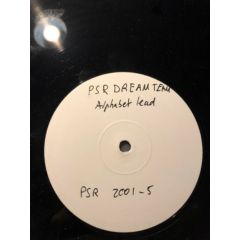 PSR DREAM TEAM
Alphabet lead
PSR 2001-5